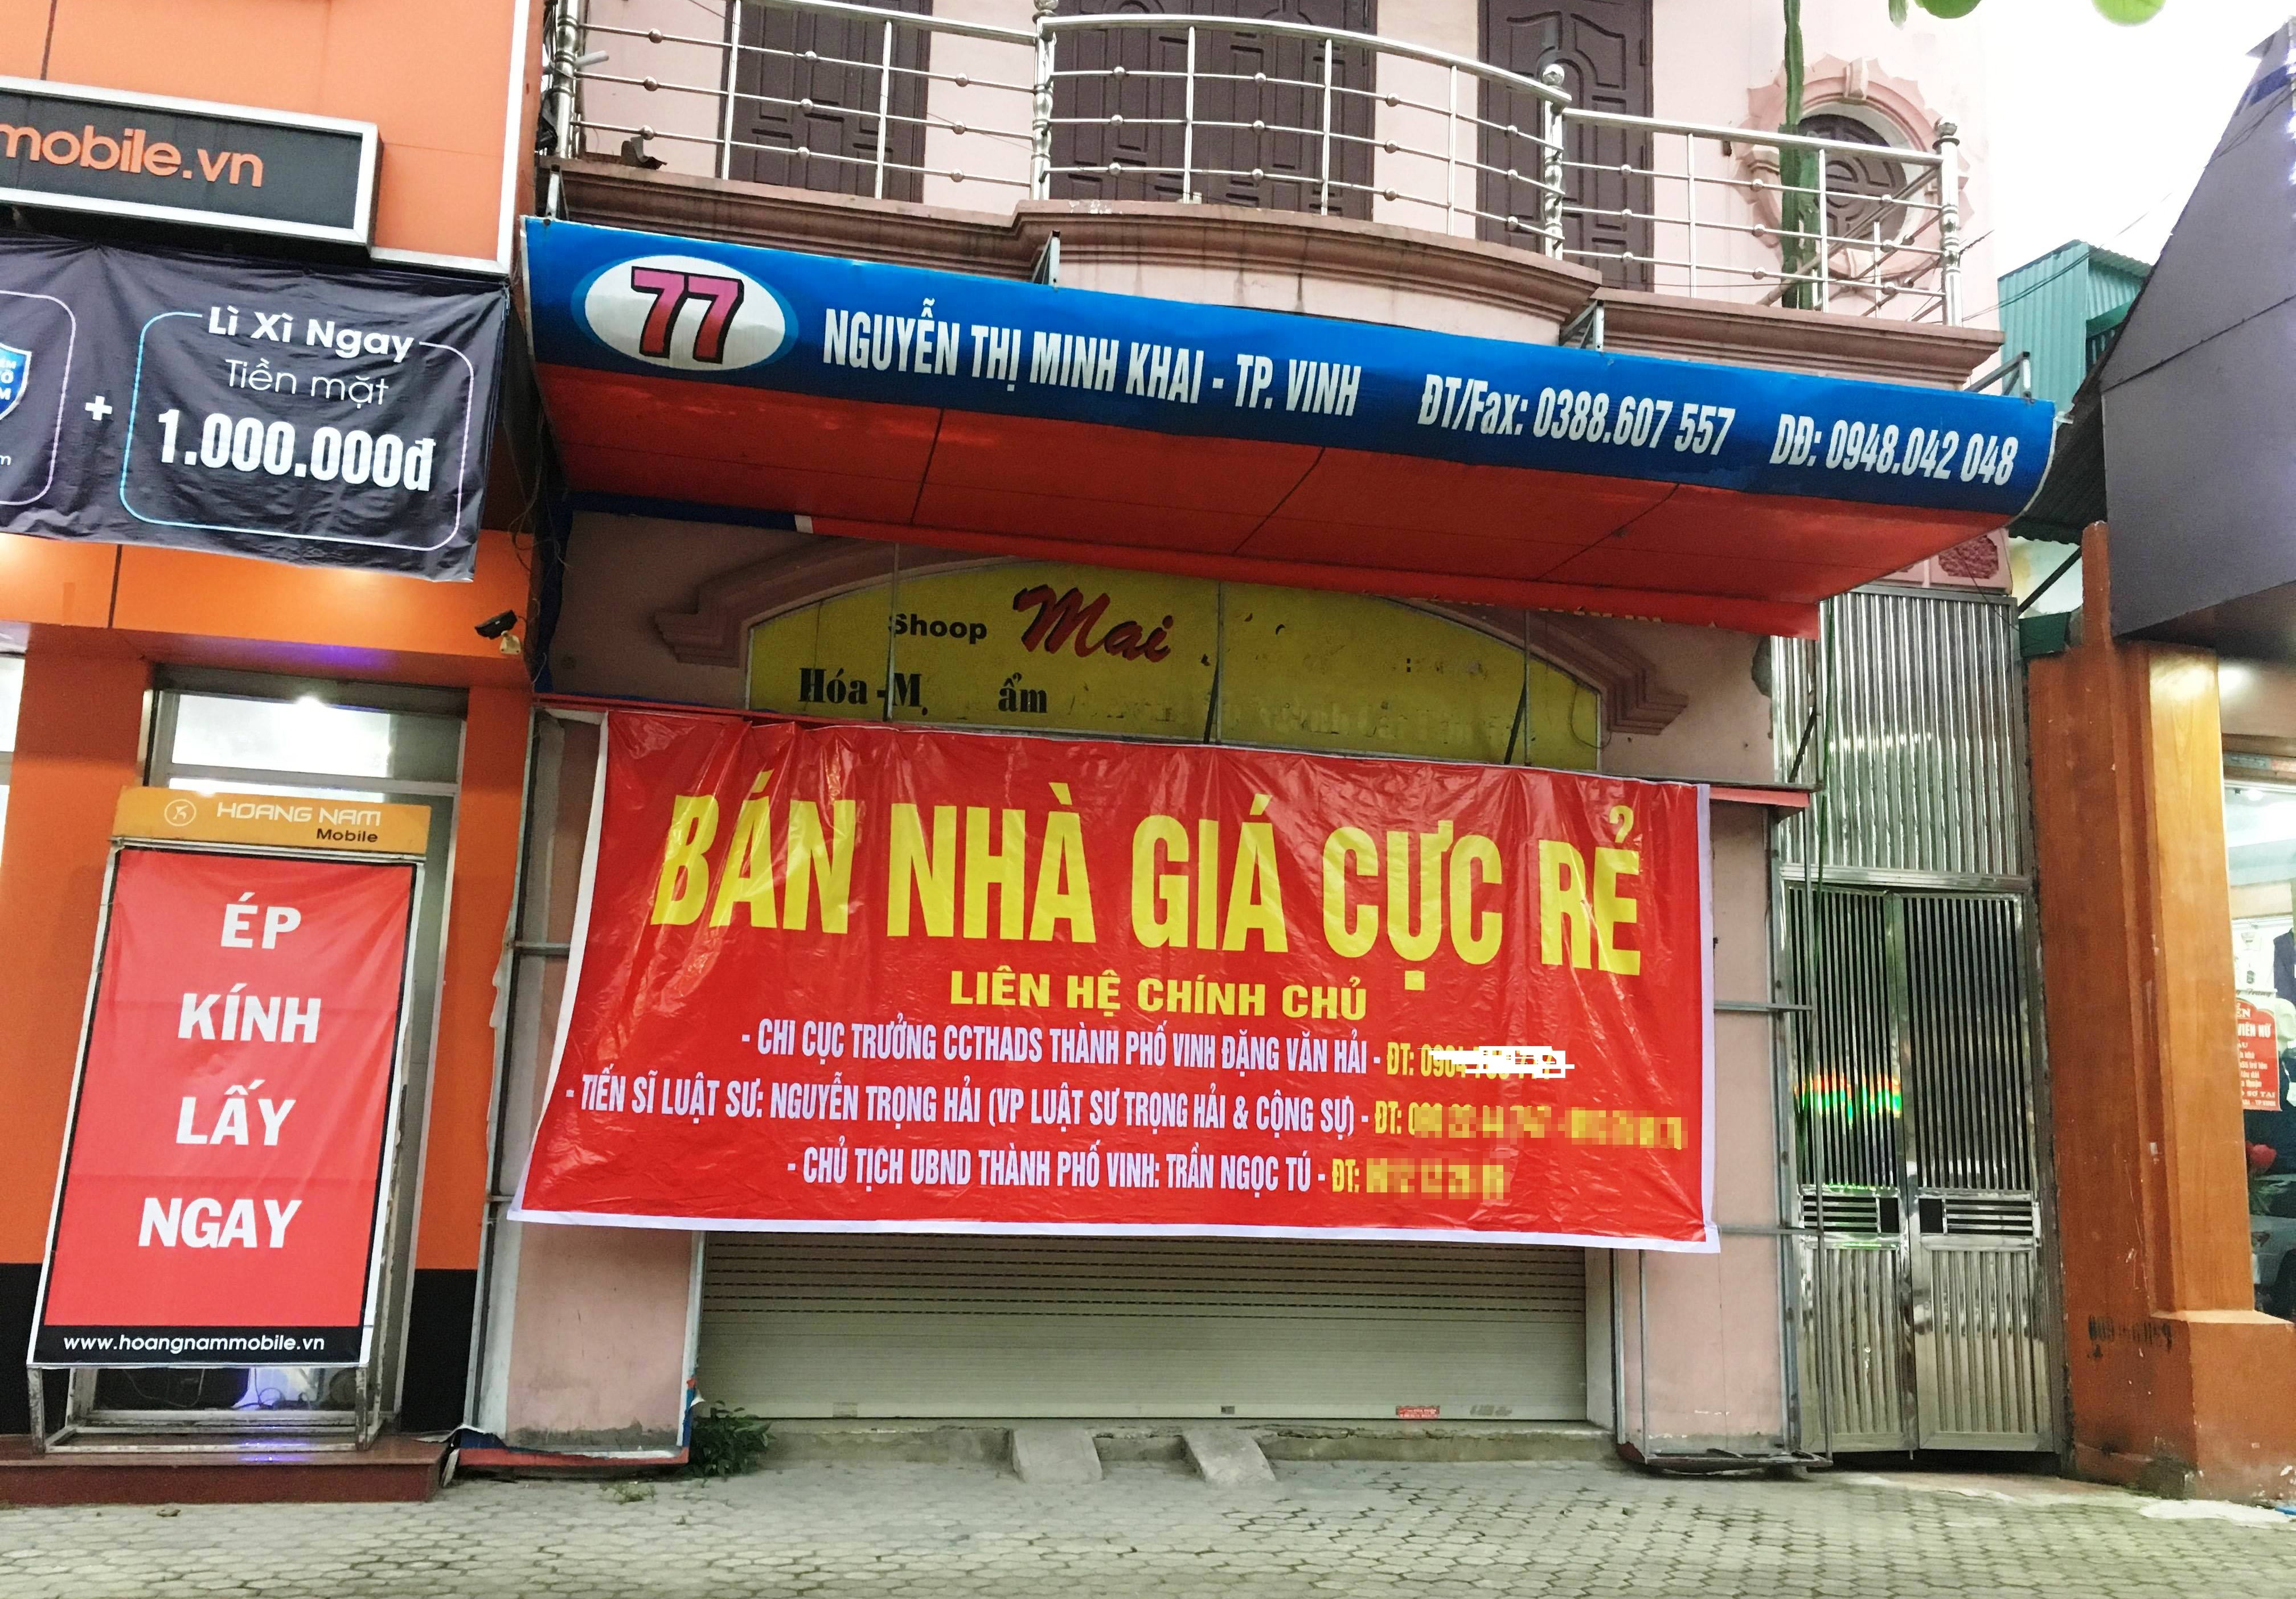 mobile.vn
Lì Xì Ngay
Tiền mặt
+ 1.000.000đ
77
NGUYỄN THỊ MINH KHAI - TP. VINH ĐT/Fax: 0388.607 557 DĐ: 0948.042 048
Shoop Mai
Hóa - M ẩm
HOANG NAM
Mobile
ÉP
KÍNH
LẤY
NGAY
www.hoangnammobile.vn
BÁN NHÀ GIÁ CỰC RẺ
LIÊN HỆ CHÍNH CHỦ
- CHI CỤC TRƯỞNG CCTHADS THÀNH PHỐ VINH ĐẶNG VĂN HẢI - ĐT:
- TIẾN SĨ LUẬT SƯ: NGUYỄN TRỌNG HẢI (VP LUẬT SƯ TRỌNG HẢI & CỘNG SỰ) - ĐT:
- CHỦ TỊCH UBND THÀNH PHỐ VINH: TRẦN NGỌC TÚ - ĐT: